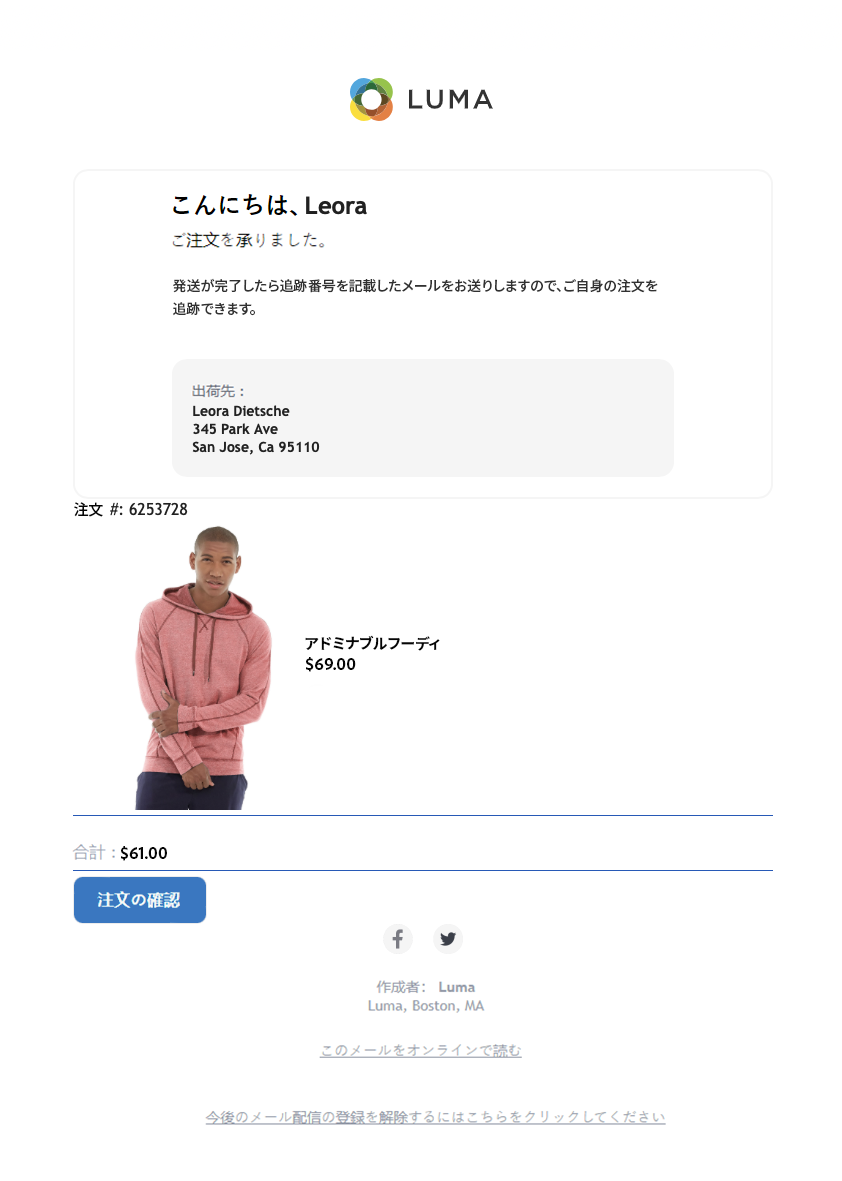 LUMA
こんにちは、Leora
ご注文を承りました。
発送が完了したら追跡番号を記載したメールをお送りしますので、ご自身の注文を
追跡できます。
出荷先：
Leora Dietsche
345 Park Ave
San Jose, Ca 95110
注文 #: 6253728
アドミナブルフーディ
$69.00
合計：$61.00
注文の確認
作成者： Luma
Luma, Boston, MA
このメールをオンラインで読む
今後のメール配信の登録を解除するにはこちらをクリックしてください